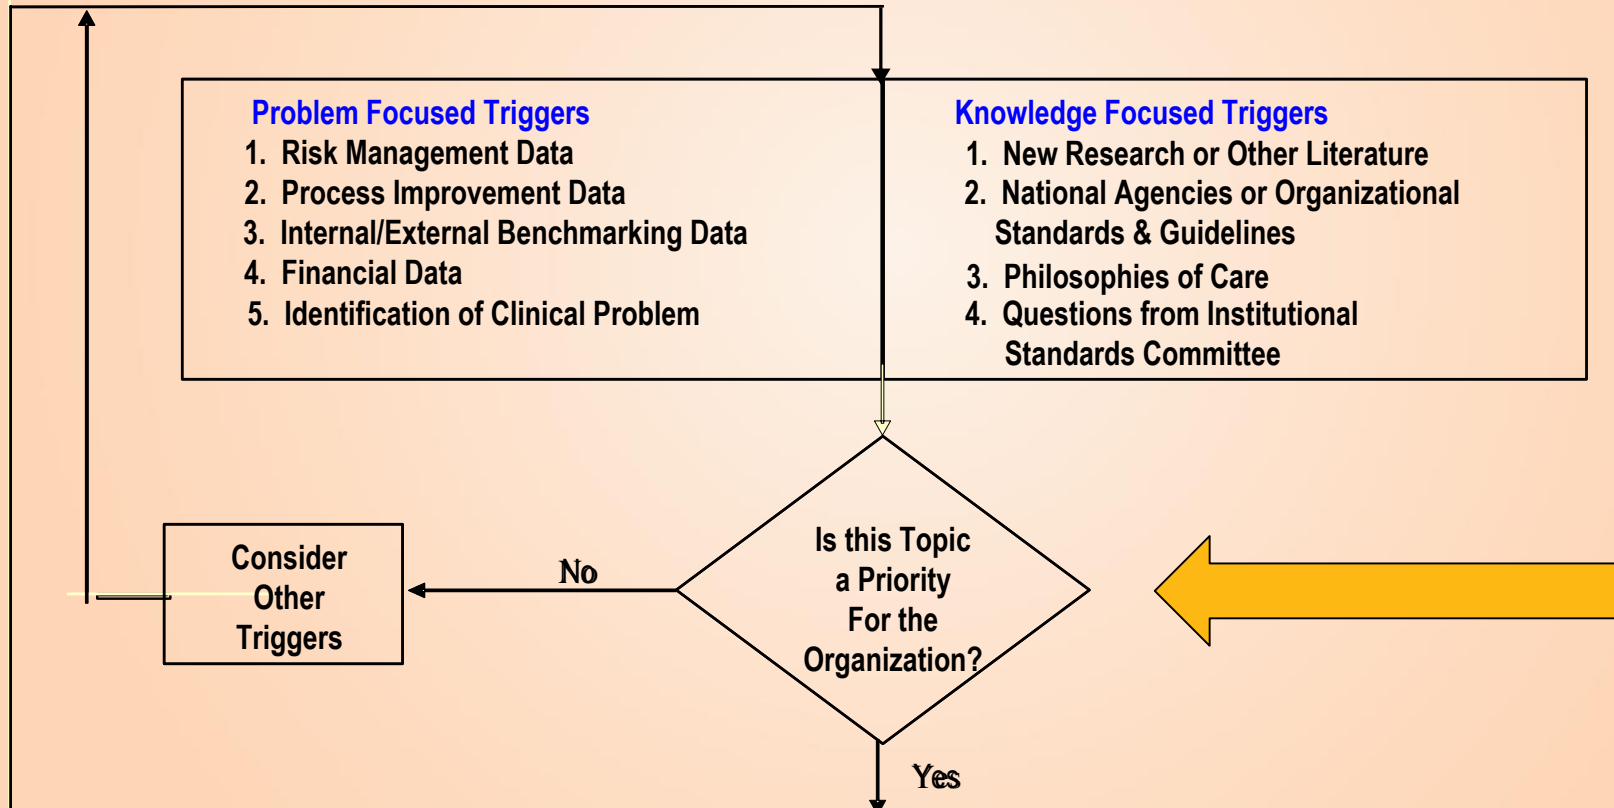 Problem Focused Triggers
1. Risk Management Data
2. Process Improvement Data
3. Internal/External Benchmarking Data
4. Financial Data
5. Identification of Clinical Problem
Knowledge Focused Triggers
1. New Research or Other Literature
2. National Agencies or Organizational
Standards & Guidelines
3. Philosophies of Care
4. Questions from Institutional
Standards Committee
Is this Topic
a Priority
For the
Organization?
No
Consider
Other
Triggers
Yes